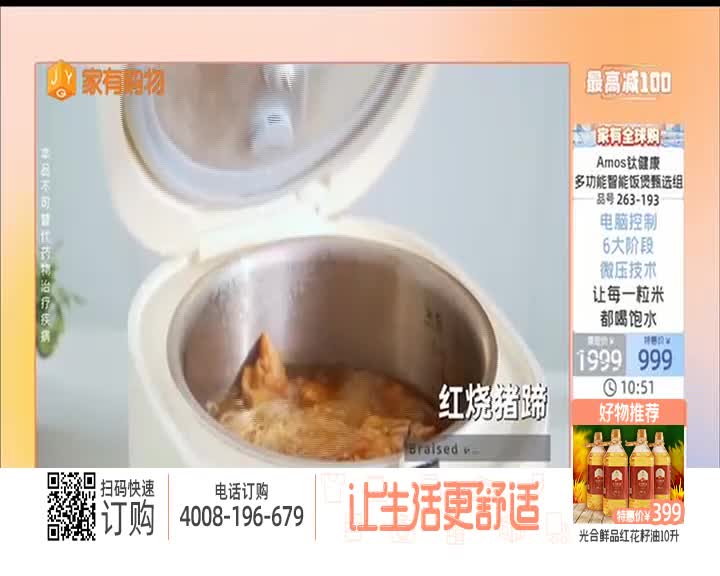 JYG 家有购物
最高减100
本品不可替代药物治疗疾病
家有全球购
Amos钛健康
多功能智能饭煲甄选组
品号 263-193
电脑控制
6大阶段
微压技术
让每一粒米
都喝饱水
特惠价¥
1999 999
10:51
红烧猪蹄
Braised
好物推荐
特惠价¥399
光合鲜品红花籽油10升
扫码快速
订购
电话订购
4008-196-679
让生活更舒适